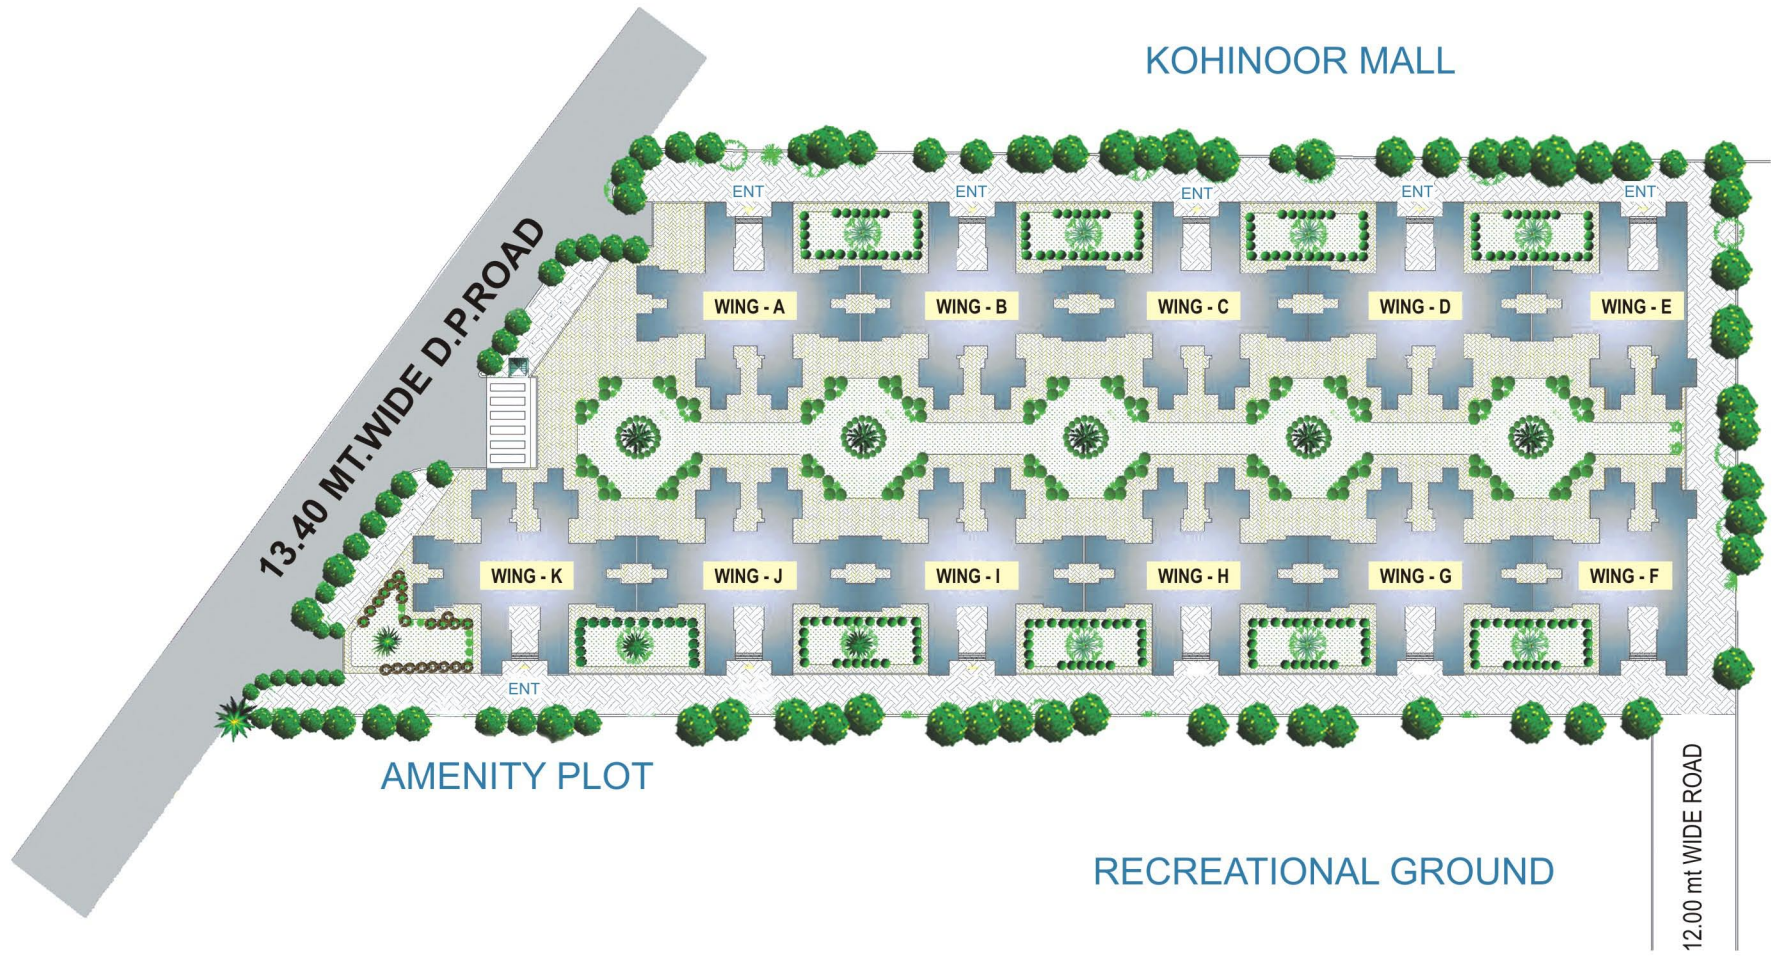 KOHINOOR MALL
ENT
ENT
ENT
ENT
ENT
13.40 MT.WIDE D.P.ROAD
WING - A
WING - B
WING - C
WING - D
WING - E
WING - K
WING - J
WING - I
WING - H
WING - G
WING - F
ENT
AMENITY PLOT
RECREATIONAL GROUND
12.00 mt WIDE ROAD